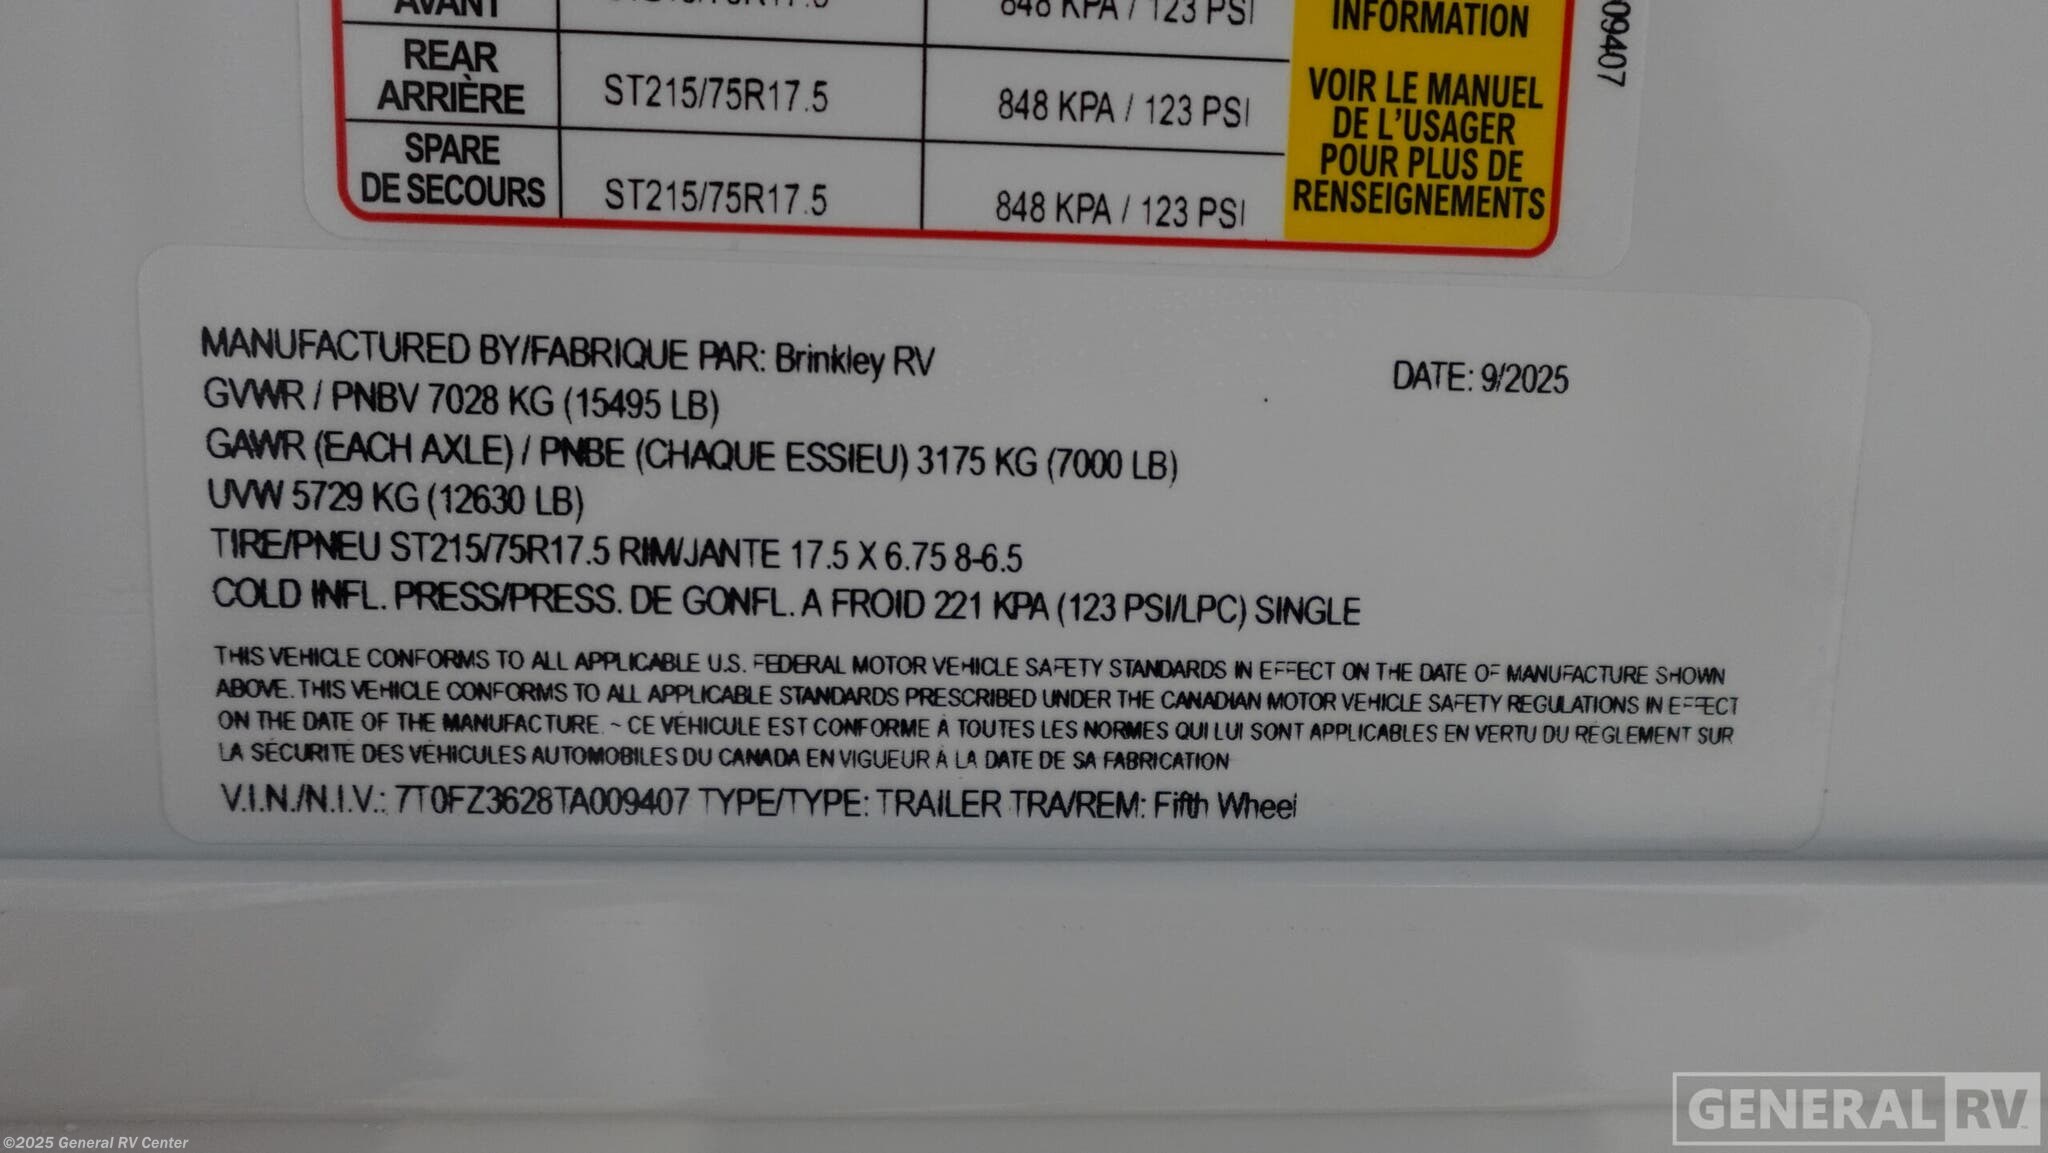 AVANT
848 KPA / 123 PSI
INFORMATION
REAR
ARRIÈRE
ST215/75R17.5
848 KPA / 123 PSI
VOIR LE MANUEL
DE L'USAGER
POUR PLUS DE
RENSEIGNEMENTS
SPARE
DE SECOURS
ST215/75R17.5
848 KPA / 123 PSI
09407
MANUFACTURED BY/FABRIQUE PAR: Brinkley RV
DATE: 9/2025
GVWR / PNBV 7028 KG (15495 LB)
GAWR (EACH AXLE) / PNBE (CHAQUE ESSIEU) 3175 KG (7000 LB)
UVW 5729 KG (12630 LB)
TIRE/PNEU ST215/75R17.5 RIM/JANTE 17.5 X 6.75 8-6.5
COLD INFL. PRESS/PRESS. DE GONFL. A FROID 221 KPA (123 PSI/LPC) SINGLE
THIS VEHICLE CONFORMS TO ALL APPLICABLE U.S. FEDERAL MOTOR VEHICLE SAFETY STANDARDS IN EFFECT ON THE DATE OF MANUFACTURE SHOWN
ABOVE. THIS VEHICLE CONFORMS TO ALL APPLICABLE STANDARDS PRESCRIBED UNDER THE CANADIAN MOTOR VEHICLE SAFETY REGULATIONS IN EFFECT
ON THE DATE OF THE MANUFACTURE. ~ CE VÉHICULE EST CONFORME À TOUTES LES NORMES QUI LUI SONT APPLICABLES EN VERTU DU RÈGLEMENT SUR
LA SÉCURITÉ DES VÉHICULES AUTOMOBILES DU CANADA EN VIGUEUR À LA DATE DE SA FABRICATION
V.I.N./N.I.V.: 7T0FZ3628TA009407 TYPE/TYPE: TRAILER TRA/REM: Fifth Wheel
GENERAL RV
©2025 General RV Center